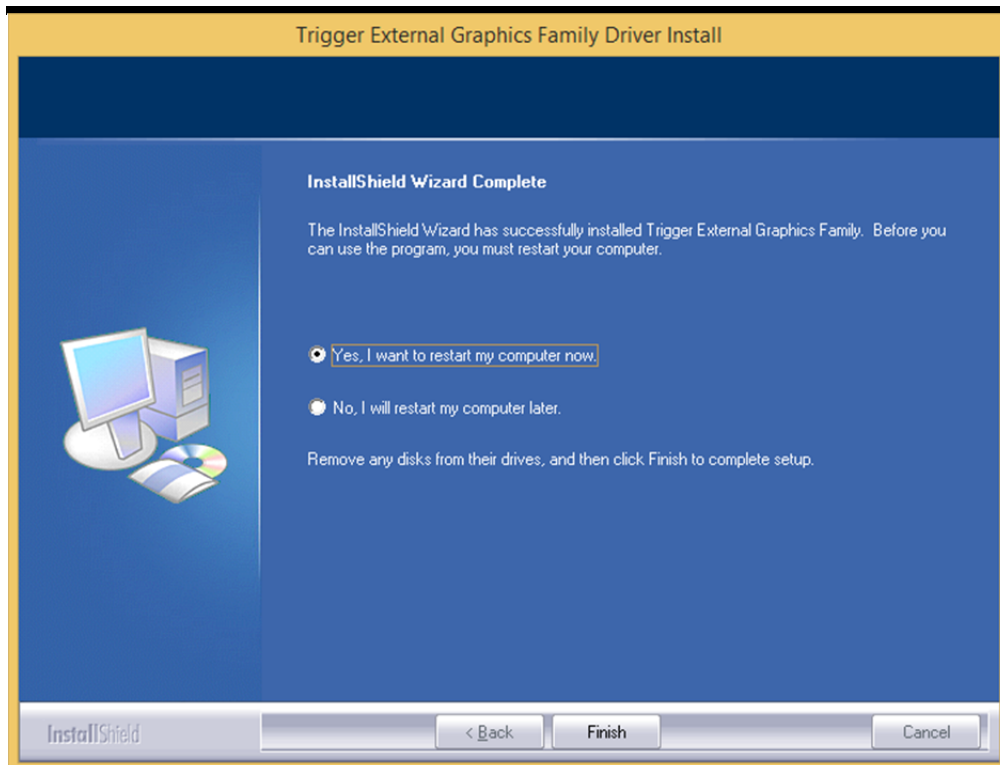 Trigger External Graphics Family Driver Install
InstallShield Wizard Complete
The InstallShield Wizard has successfully installed Trigger External Graphics Family. Before you
can use the program, you must restart your computer.
Yes, I want to restart my computer now.
No, I will restart my computer later.
Remove any disks from their drives, and then click Finish to complete setup.
InstallShield
< Back
Finish
Cancel